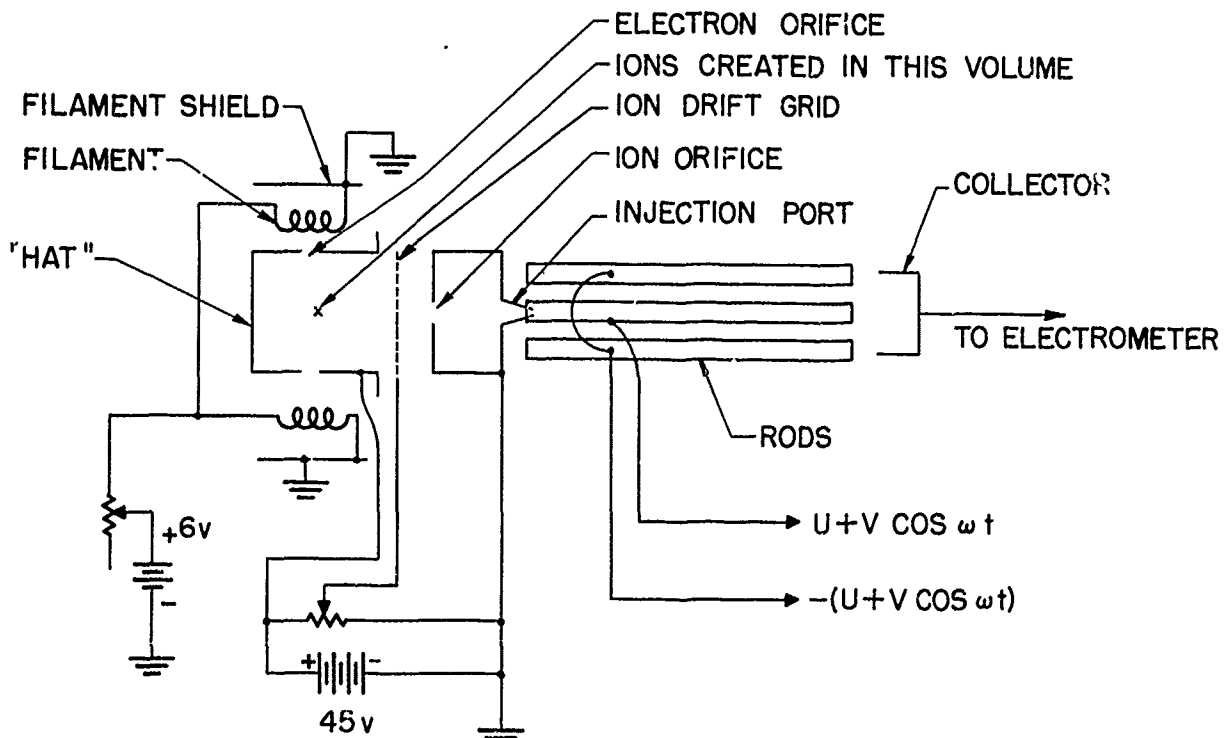 ELECTRON ORIFICE
IONS CREATED IN THIS VOLUME
FILAMENT SHIELD
ION DRIFT GRID
FILAMENT
ION ORIFICE
COLLECTOR
INJECTION PORT
"HAT"
TO ELECTROMETER
RODS
+6v
-
U+V COS ωt
-(U+V COS ωt)
+ -
45v